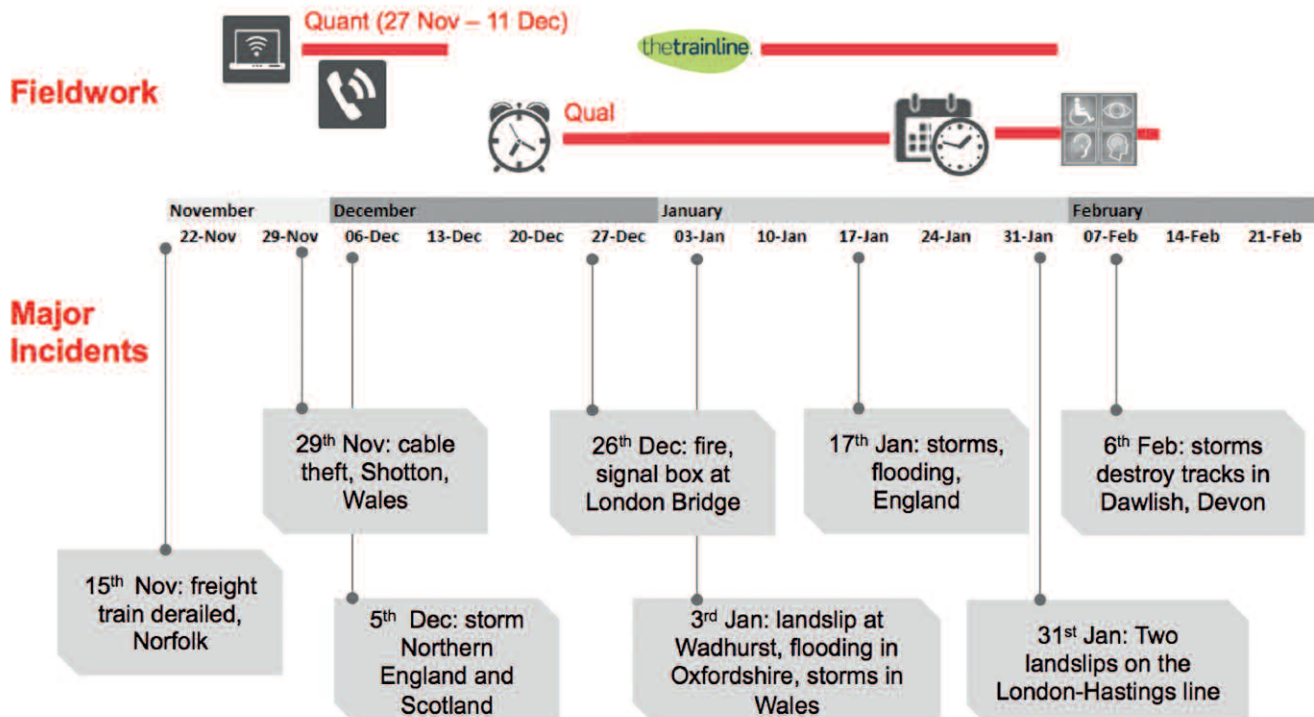 Quant (27 Nov – 11 Dec)
thetrainline.
Fieldwork
Qual
November December January February
22-Nov 29-Nov 06-Dec 13-Dec 20-Dec 27-Dec 03-Jan 10-Jan 17-Jan 24-Jan 31-Jan 07-Feb 14-Feb 21-Feb
Major
Incidents
29th Nov: cable
theft, Shotton,
Wales
26th Dec: fire,
signal box at
London Bridge
17th Jan: storms,
flooding,
England
6th Feb: storms
destroy tracks in
Dawlish, Devon
15th Nov: freight
train derailed,
Norfolk
5th Dec: storm
Northern
England and
Scotland
3rd Jan: landslip at
Wadhurst, flooding in
Oxfordshire, storms in
Wales
31st Jan: Two
landslips on the
London-Hastings line